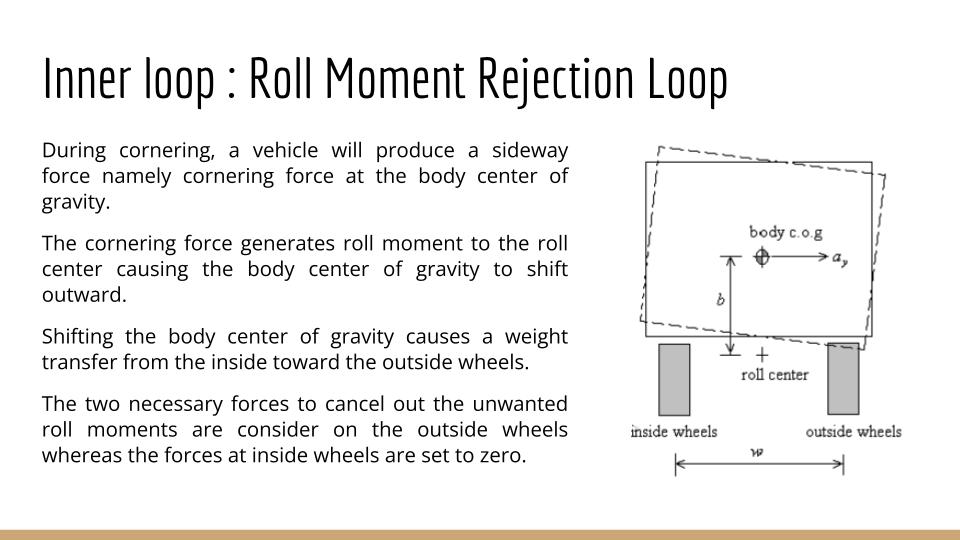 Inner loop : Roll Moment Rejection Loop
During cornering, a vehicle will produce a sideway
force namely cornering force at the body center of
gravity.
The cornering force generates roll moment to the roll
center causing the body center of gravity to shift
outward.
Shifting the body center of gravity causes a weight
transfer from the inside toward the outside wheels.
The two necessary forces to cancel out the unwanted
roll moments are consider on the outside wheels
whereas the forces at inside wheels are set to zero.
body c.o.g
a_y
b
roll center
inside wheels
outside wheels
w